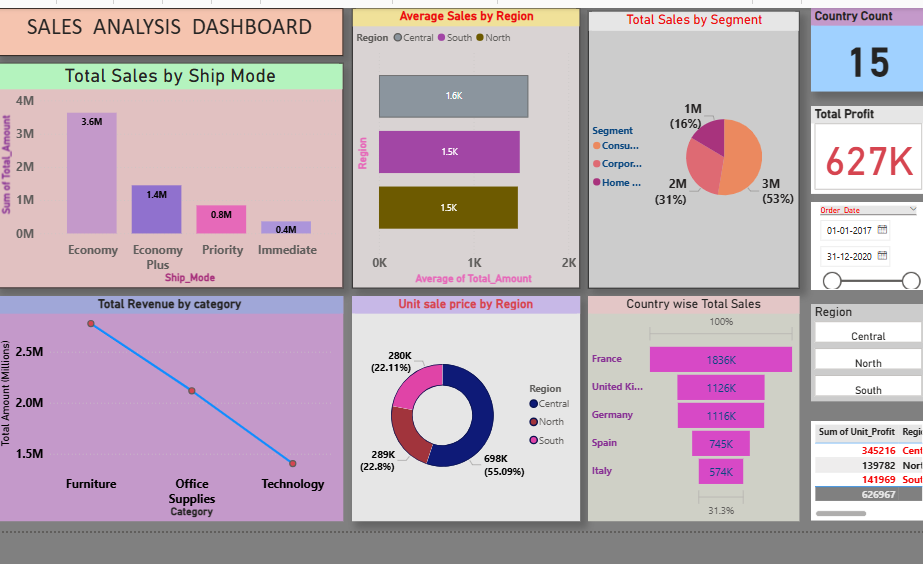 SALES ANALYSIS DASHBOARD
Total Sales by Ship Mode
Sum of Total_Amount
4M
3M
2M
1M
0M
3.6M
1.4M
0.8M
0.4M
Economy
Economy
Plus
Priority
Immediate
Ship_Mode
Average Sales by Region
Region Central South North
Region
1.6K
1.5K
1.5K
0K
1K
2K
Average of Total_Amount
Total Sales by Segment
Segment
Consu...
Corpor...
Home ...
1M
(16%)
2M
(31%)
3M
(53%)
Country Count
15
Total Profit
627K
Order_Date
01-01-2017
31-12-2020
Total Revenue by category
Total Amount (Millions)
2.5M
2.0M
1.5M
Furniture
Office
Supplies
Technology
Category
Unit sale price by Region
280K
(22.11%)
289K
(22.8%)
698K
(55.09%)
Region
Central
North
South
Country wise Total Sales
100%
France 1836K
United Ki... 1126K
Germany 1116K
Spain 745K
Italy 574K
31.3%
Region
Central
North
South
Sum of Unit_Profit Regi
345216 Cent
139782 Nort
141969 Sout
626967